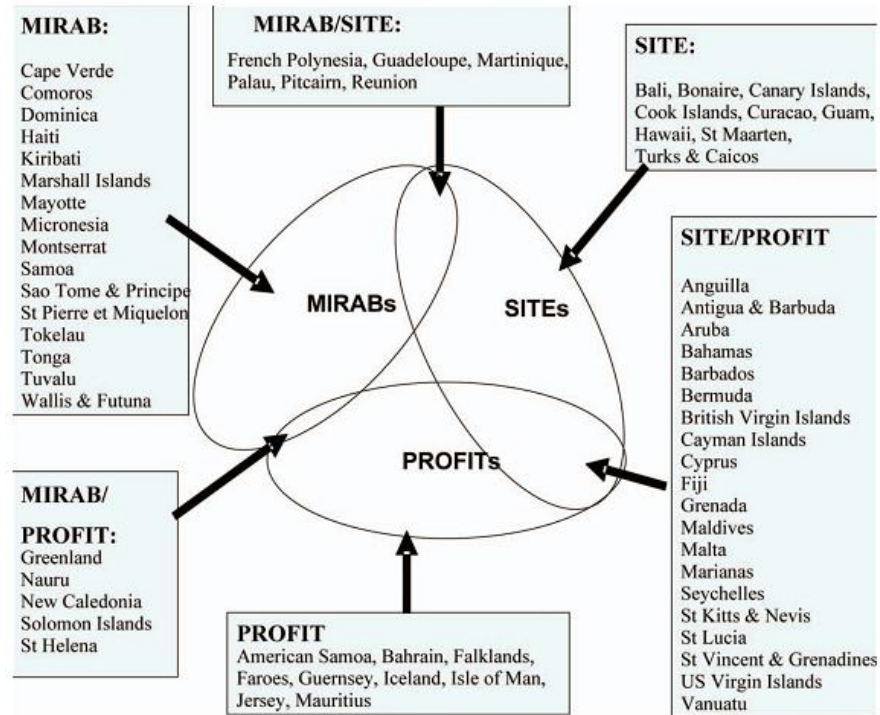 MIRAB:
Cape Verde
Comoros
Dominica
Haiti
Kiribati
Marshall Islands
Mayotte
Micronesia
Montserrat
Samoa
Sao Tome & Principe
St Pierre et Miquelon
Tokelau
Tonga
Tuvalu
Wallis & Futuna
MIRAB/SITE:
French Polynesia, Guadeloupe, Martinique,
Palau, Pitcairn, Reunion
SITE:
Bali, Bonaire, Canary Islands,
Cook Islands, Curacao, Guam,
Hawaii, St Maarten,
Turks & Caicos
MIRABs
SITEs
PROFITs
SITE/PROFIT
Anguilla
Antigua & Barbuda
Aruba
Bahamas
Barbados
Bermuda
British Virgin Islands
Cayman Islands
Cyprus
Fiji
Grenada
Maldives
Malta
Marianas
Seychelles
St Kitts & Nevis
St Lucia
St Vincent & Grenadines
US Virgin Islands
Vanuatu
MIRAB/
PROFIT:
Greenland
Nauru
New Caledonia
Solomon Islands
St Helena
PROFIT
American Samoa, Bahrain, Falklands,
Faroes, Guernsey, Iceland, Isle of Man,
Jersey, Mauritius